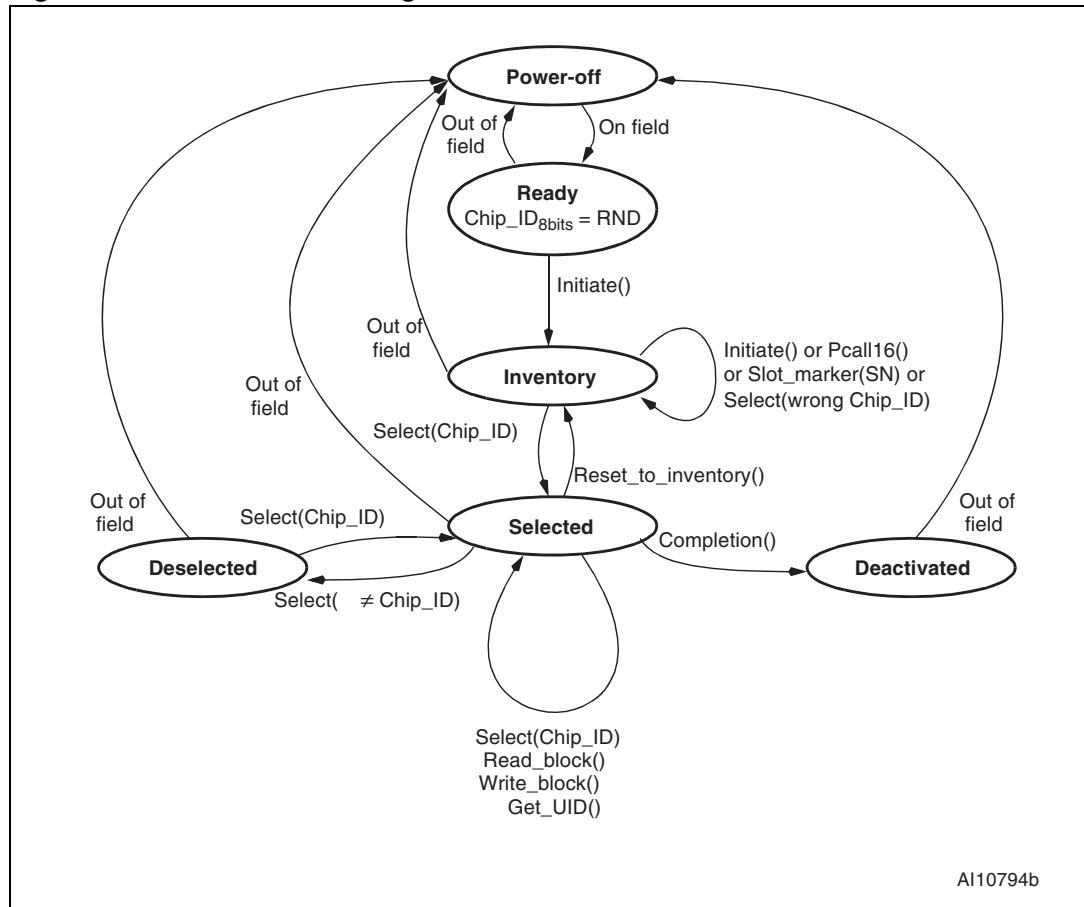 Power-off
Out of
field
On field
Ready
Chip_ID8bits = RND
Initiate()
Out of
field
Inventory
Initiate() or Pcall16()
or Slot_marker(SN) or
Select(wrong Chip_ID)
Out of
field
Select(Chip_ID)
Reset_to_inventory()
Out of
field
Select(Chip_ID)
Selected
Completion()
Out of
field
Deselected
Deactivated
Select( ≠ Chip_ID)
Select(Chip_ID)
Read_block()
Write_block()
Get_UID()
AI10794b